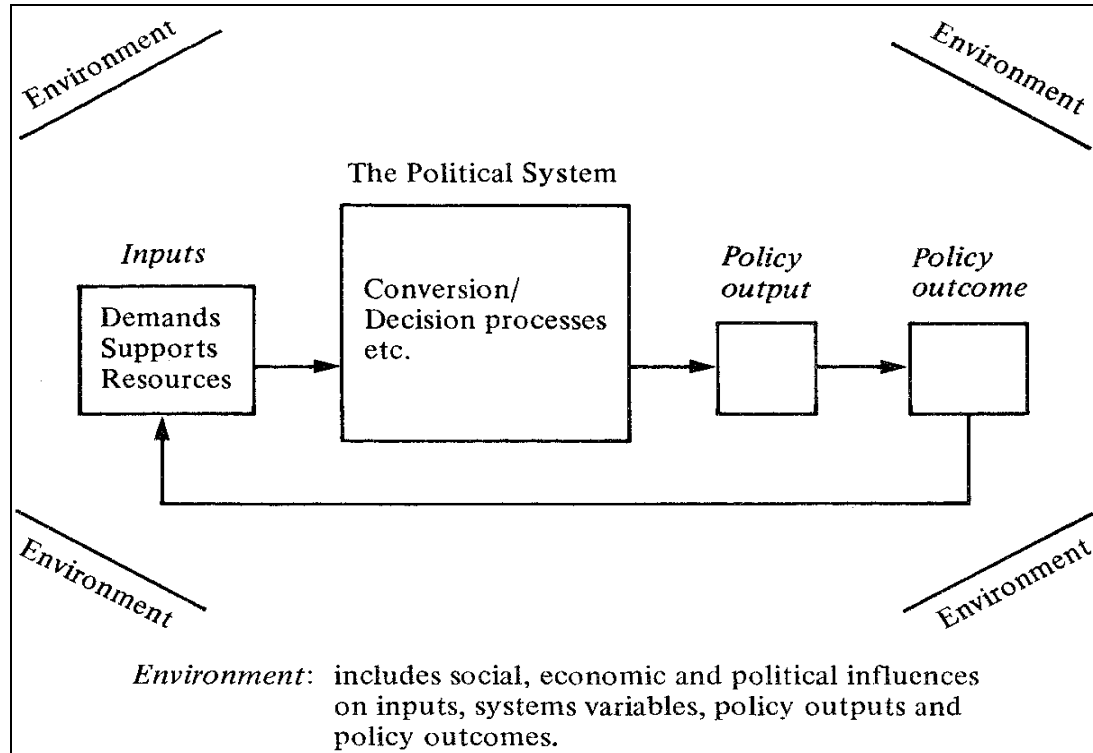 Environment
Environment
The Political System
Inputs
Demands
Supports
Resources
Conversion/
Decision processes
etc.
Policy
output
Policy
outcome
Environment
Environment
Environment: includes social, economic and political influences
on inputs, systems variables, policy outputs and
policy outcomes.